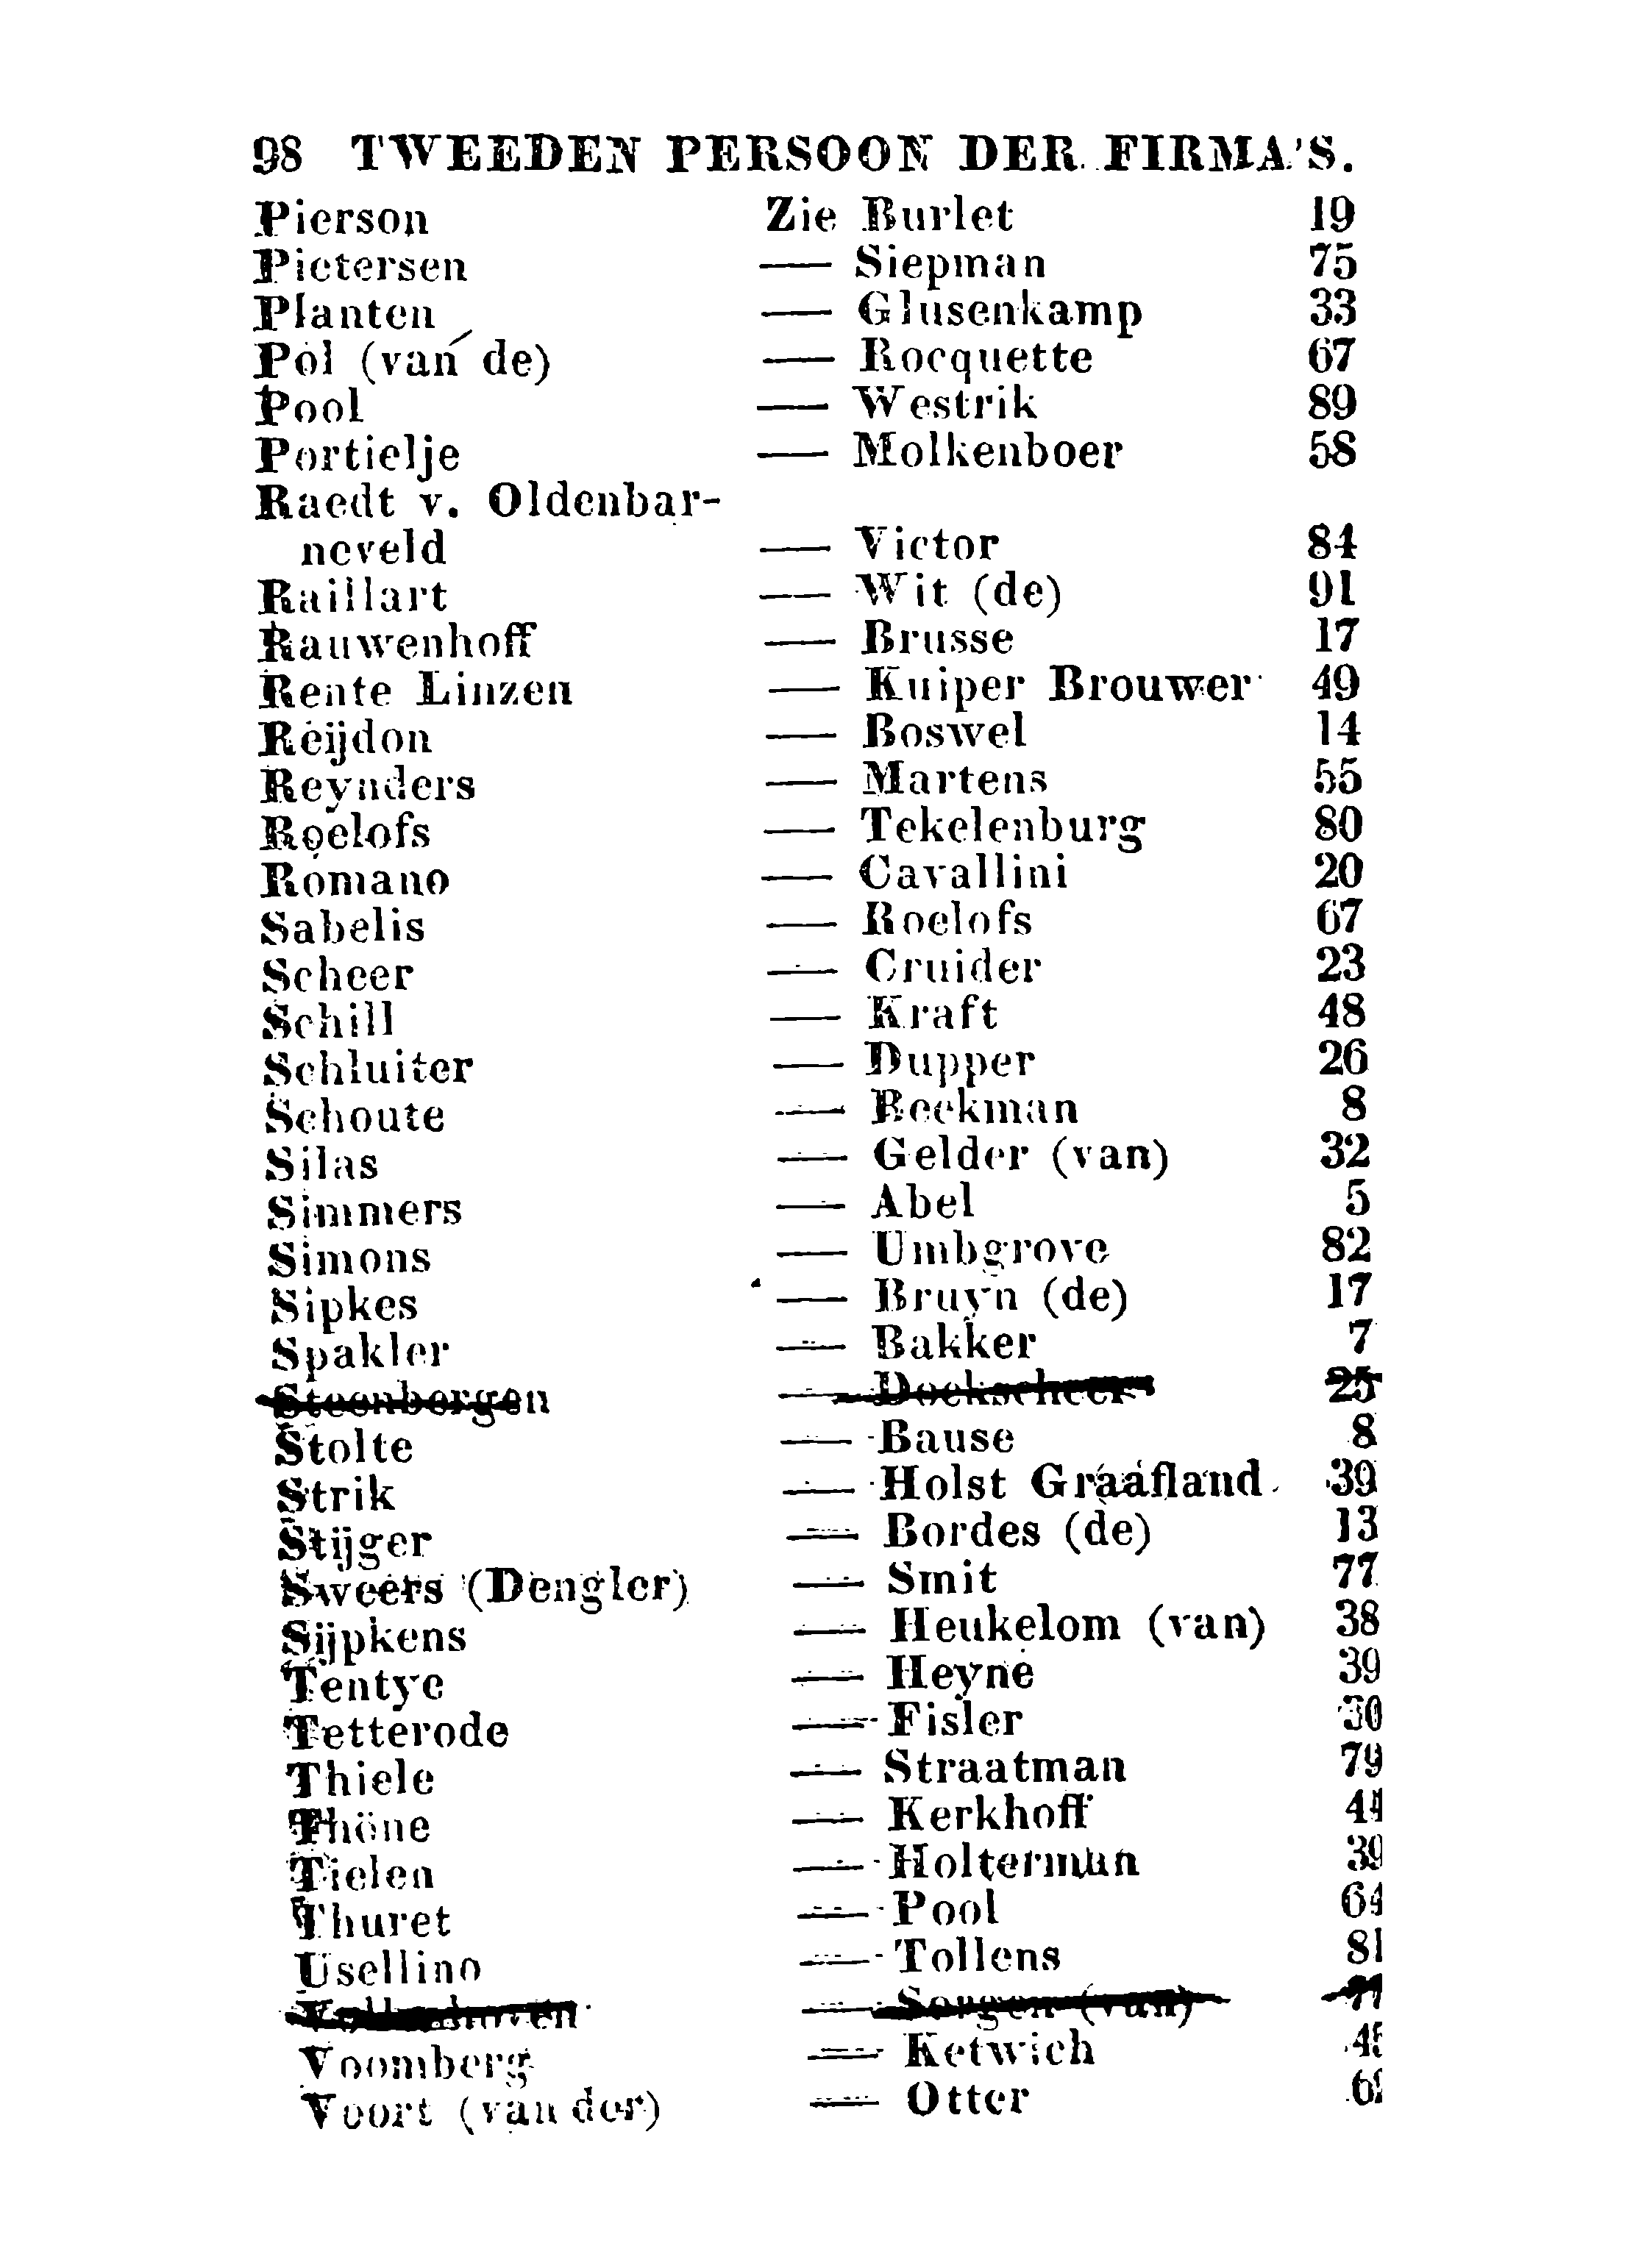 98 TWEEDEN PERSOON DER FIRMA'S.
Pierson Zie Burlet 19
Pietersen — Siepman 75
Planten — Glusenkamp 33
Pol (van de) — Rocquette 67
Pool — Westrik 89
Portielje — Molkenboer 58
Raedt v. Oldenbar-
neveld — Victor 84
Raillart — Wit (de) 91
Rauwenhoff — Brusse 17
Rente Linzen — Kuiper Brouwer 49
Reijdon — Boswel 14
Reynders — Martens 55
Roelofs — Tekelenburg 80
Romano — Cavallini 20
Sabelis — Roelofs 67
Scheer — Cruider 23
Schill — Kraft 48
Schluiter — Dupper 26
Schoute — Beekman 8
Silas — Gelder (van) 32
Simmers — Abel 5
Simons — Umbgrove 82
Sipkes — Bruyn (de) 17
Spakler — Bakker 7
Steenbergen — Doekscheer 25
Stolte — Bause 8
Strik — Holst Graafland 39
Stijger — Bordes (de) 13
Sweers (Dengler) — Smit 77
Sijpkens — Heukelom (van) 38
Tentye — Heyne 39
Tetterode — Fisler 30
Thiele — Straatman 79
Thöne — Kerkhoff 44
Tielen — Holterman 39
Thuret — Pool 64
Usellino — Tollens 81
— Sorgen (van) 77
Voomberg — Ketwich
Voort (van der) — Otter